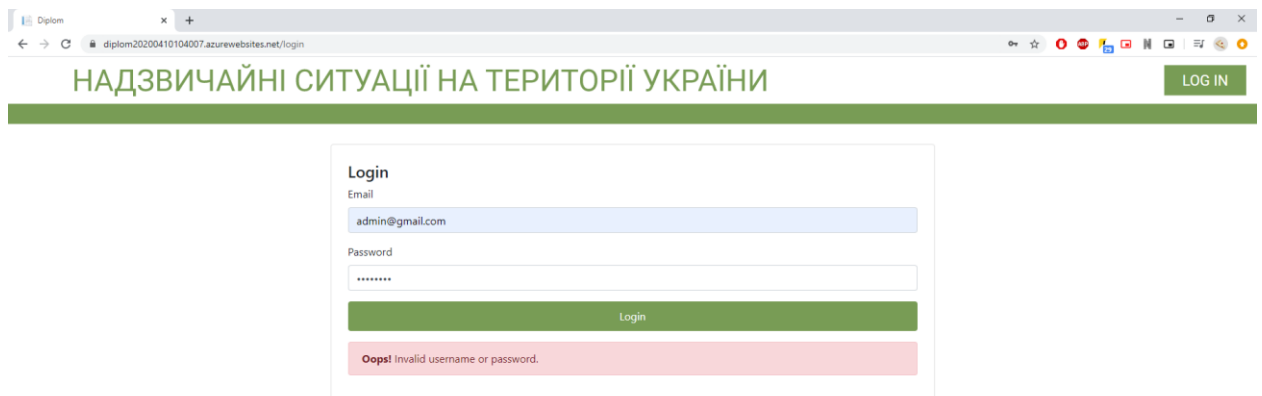 Diplom
diplom20200410104007.azurewebsites.net/login
29
НАДЗВИЧАЙНІ СИТУАЦІЇ НА ТЕРИТОРІЇ УКРАЇНИ
LOG IN
Login
Email
admin@gmail.com
Password
••••••••
Login
Oops! Invalid username or password.